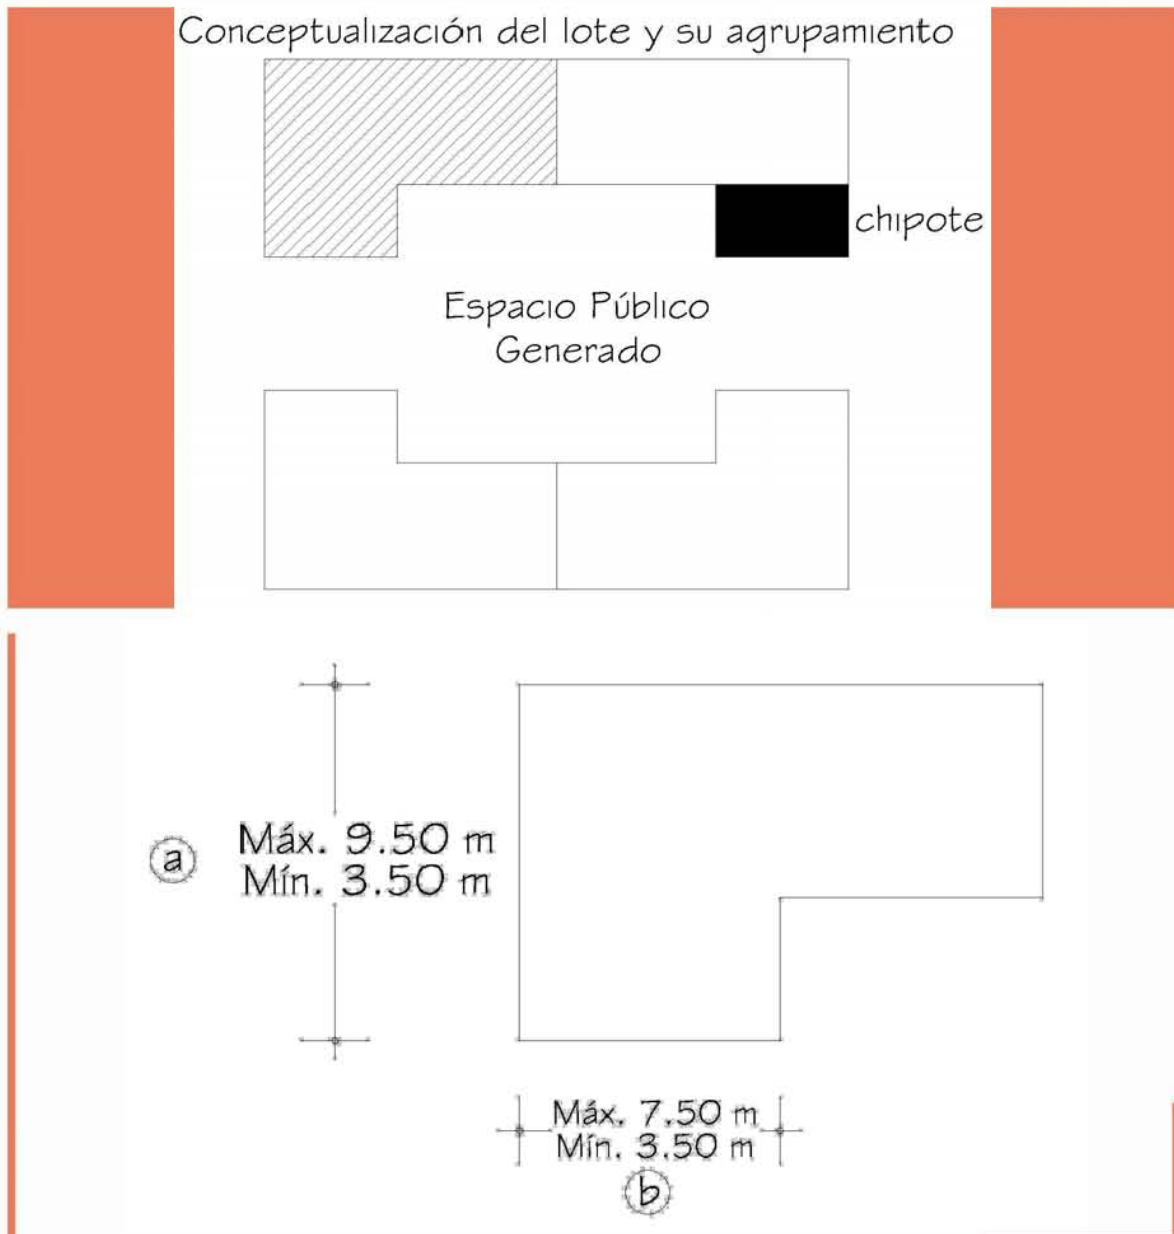 Conceptualización del lote y su agrupamiento
chipote
Espacio Público
Generado
a
Máx. 9.50 m
Mín. 3.50 m
Máx. 7.50 m
Mín. 3.50 m
b